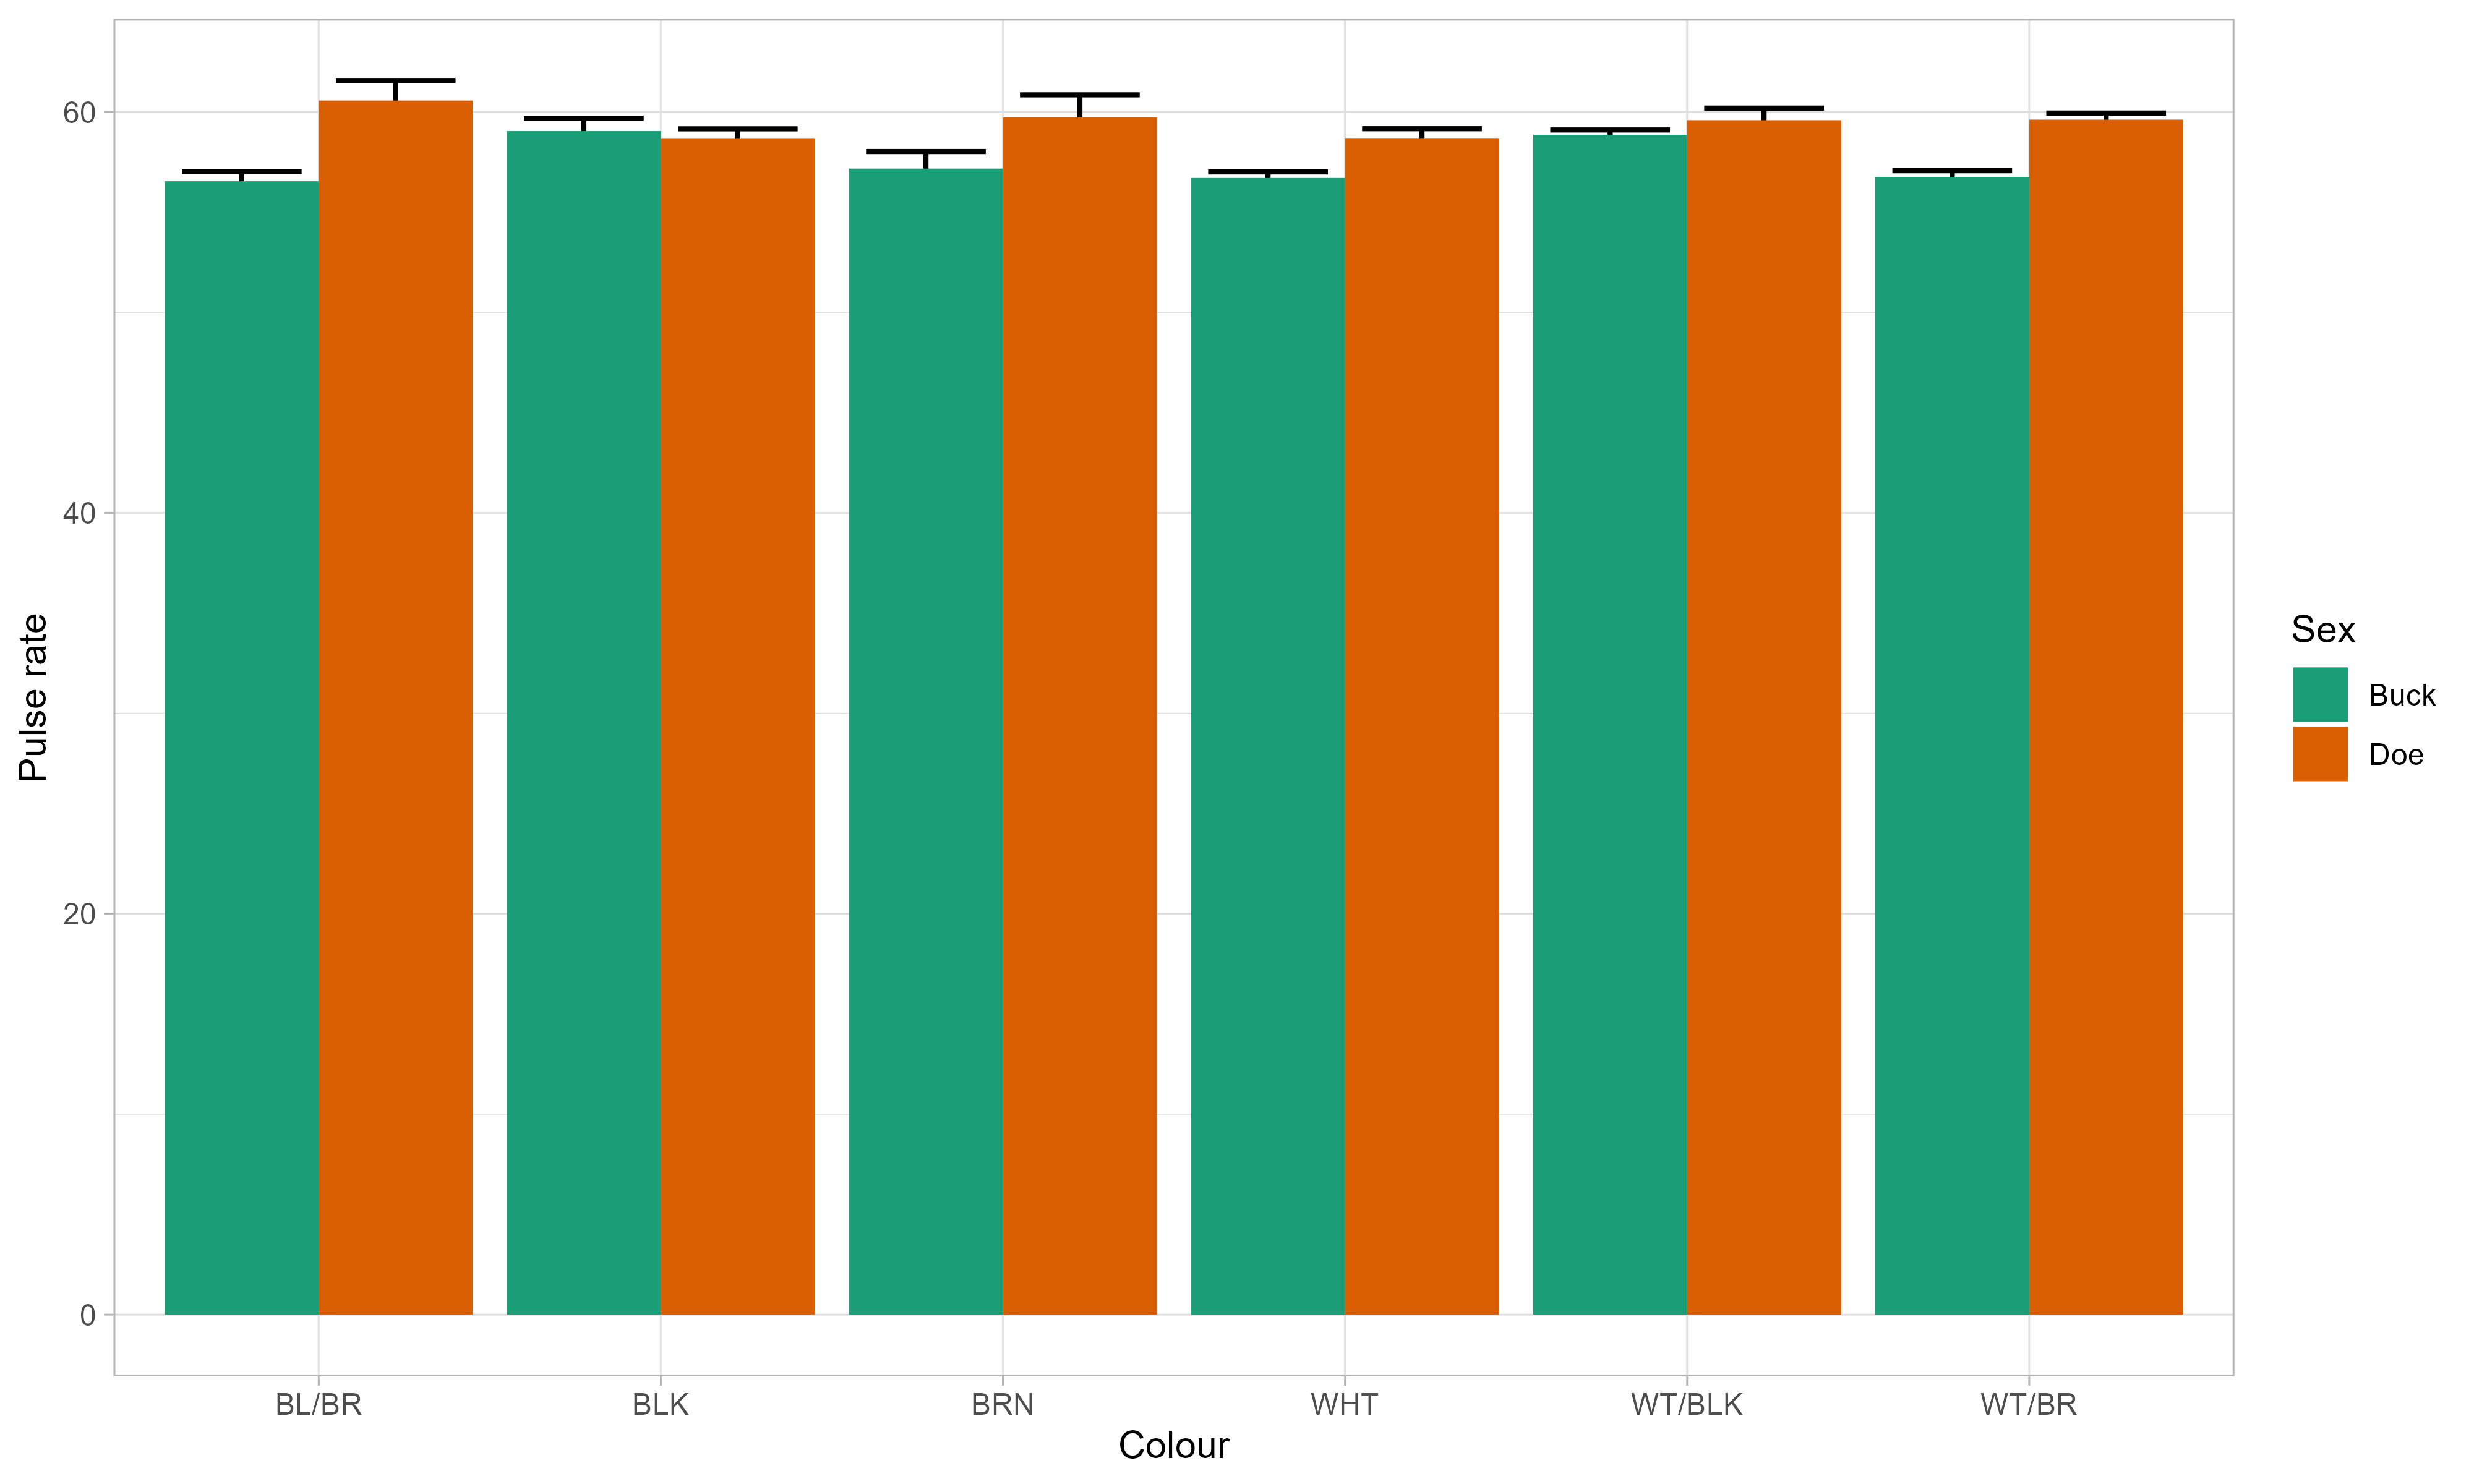 60
40
20
0
Pulse rate
BL/BR
BLK
BRN
WHT
WT/BLK
WT/BR
Colour
Sex
Buck
Doe